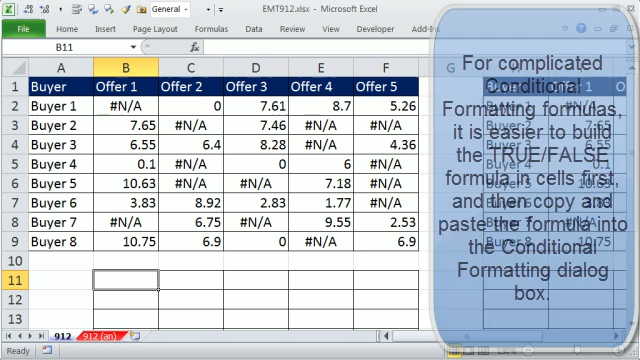 EMT912.xlsx - Microsoft Excel
General
File Home Insert Page Layout Formulas Data Review View Developer Add-Ins
B11 fx
A B C D E F G
1 Buyer Offer 1 Offer 2 Offer 3 Offer 4 Offer 5
2 Buyer 1 #N/A 0 7.61 8.7 5.26
3 Buyer 2 7.65 #N/A 7.46 #N/A #N/A
4 Buyer 3 6.55 6.4 8.28 #N/A 4.36
5 Buyer 4 0.1 #N/A 0 6 #N/A
6 Buyer 5 10.63 #N/A #N/A 7.18 #N/A
7 Buyer 6 3.83 8.92 2.83 1.77 #N/A
8 Buyer 7 #N/A 6.75 #N/A 9.55 2.53
9 Buyer 8 10.75 6.9 0 #N/A 6.9
10
11
12
13
For complicated
Conditional
Formatting formulas,
it is easier to build
the TRUE/FALSE
formula in cells first,
and then copy and
paste the formula into
the Conditional
Formatting dialog
box.
912 912 (an)
Ready 130%